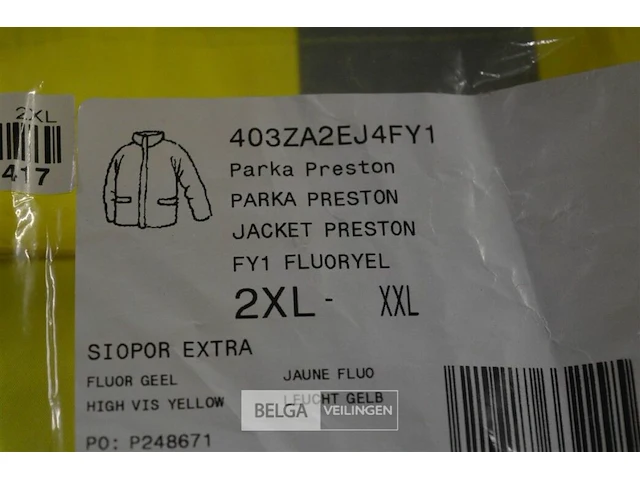 2XL
417
403ZA2EJ4FY1
Parka Preston
PARKA PRESTON
JACKET PRESTON
FY1 FLUORYEL
2XL - XXL
SIOPOR EXTRA
FLUOR GEEL JAUNE FLUO
HIGH VIS YELLOW LEUCHT GELB
BELGA VEILINGEN
PO: P248671